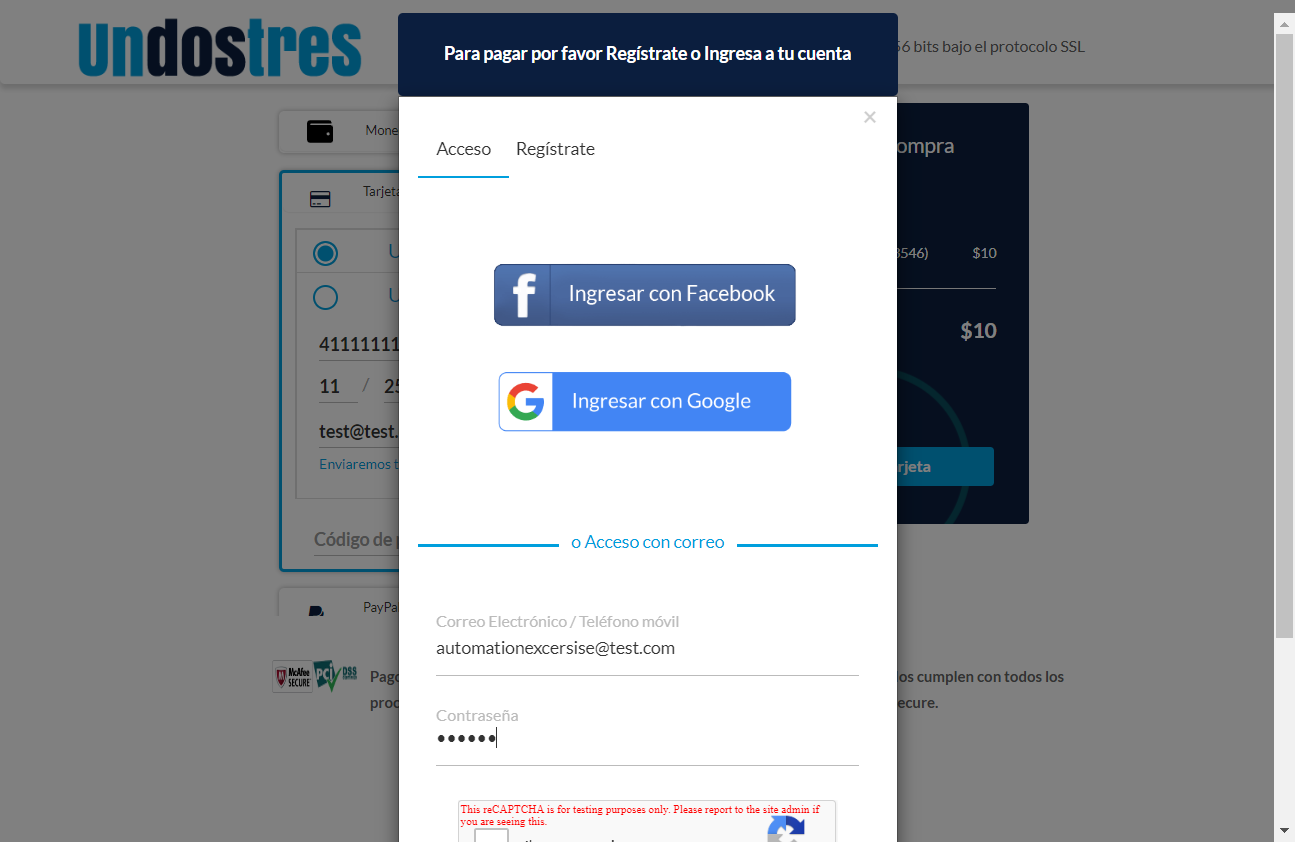 undostres
Para pagar por favor Regístrate o Ingresa a tu cuenta
56 bits bajo el protocolo SSL
×
Acceso
Regístrate
Ingresar con Facebook
G Ingresar con Google
o Acceso con correo
Correo Electrónico / Teléfono móvil
automationexcersise@test.com
Contraseña
••••••
This reCAPTCHA is for testing purposes only. Please report to the site admin if
you are seeing this.
Mone
Tarjeta
U
U
41111111
11 / 25
test@test.
Enviaremos t
Código de p
PayPa
ompra
3546) $10
$10
rjeta
McAfee
SECURE
PCI DSS
Pago
los cumplen con todos los
proc
ecure.